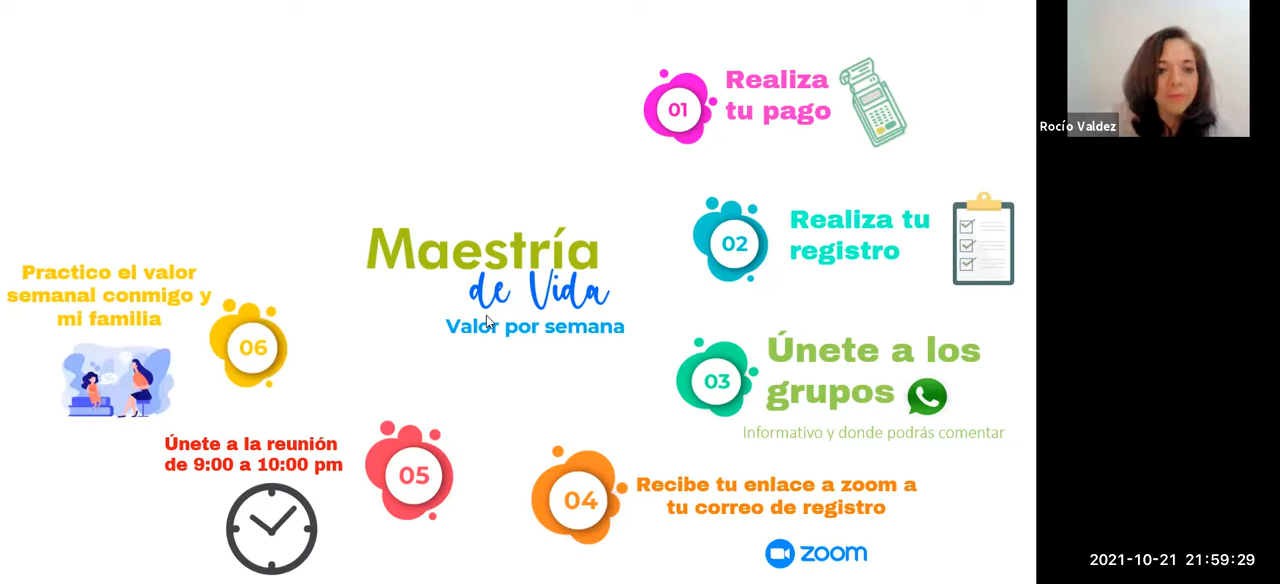 01
Realiza
tu pago
02
Realiza tu
registro
03
Únete a los
grupos
Informativo y donde podrás comentar
04
Recibe tu enlace a zoom a
tu correo de registro
zoom
05
Únete a la reunión
de 9:00 a 10:00 pm
06
Practico el valor
semanal conmigo y
mi familia
Maestría
de Vida
Valor por semana
Rocío Valdez
2021-10-21 21:59:29